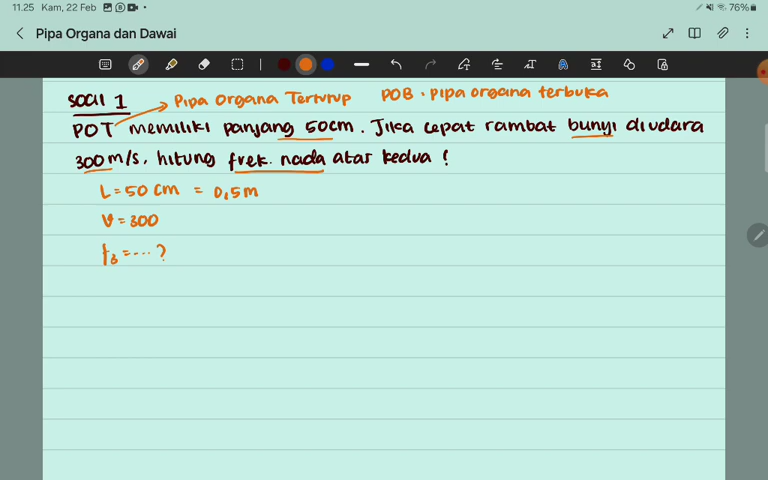 11.25 Kam, 22 Feb
76%
Pipa Organa dan Dawai
soal 1
Pipa Organa Tertutup POB . pipa organa terbuka
POT memiliki panjang 50cm. Jika cepat rambat bunyi diudara
300 m/s, hitung frek. nada atas kedua !
L = 50 cm = 0,5 m
V = 300
f₃ = ... ?